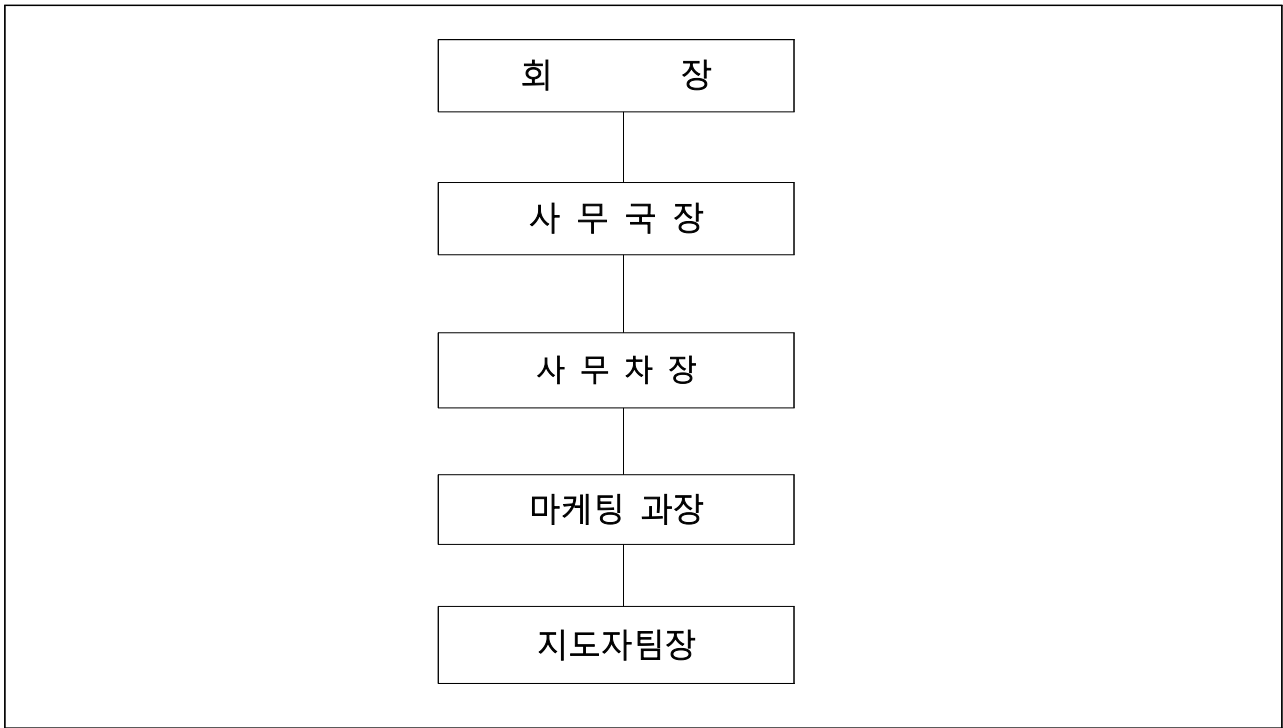 회 장
사 무 국 장
사 무 차 장
마케팅 과장
지도자팀장